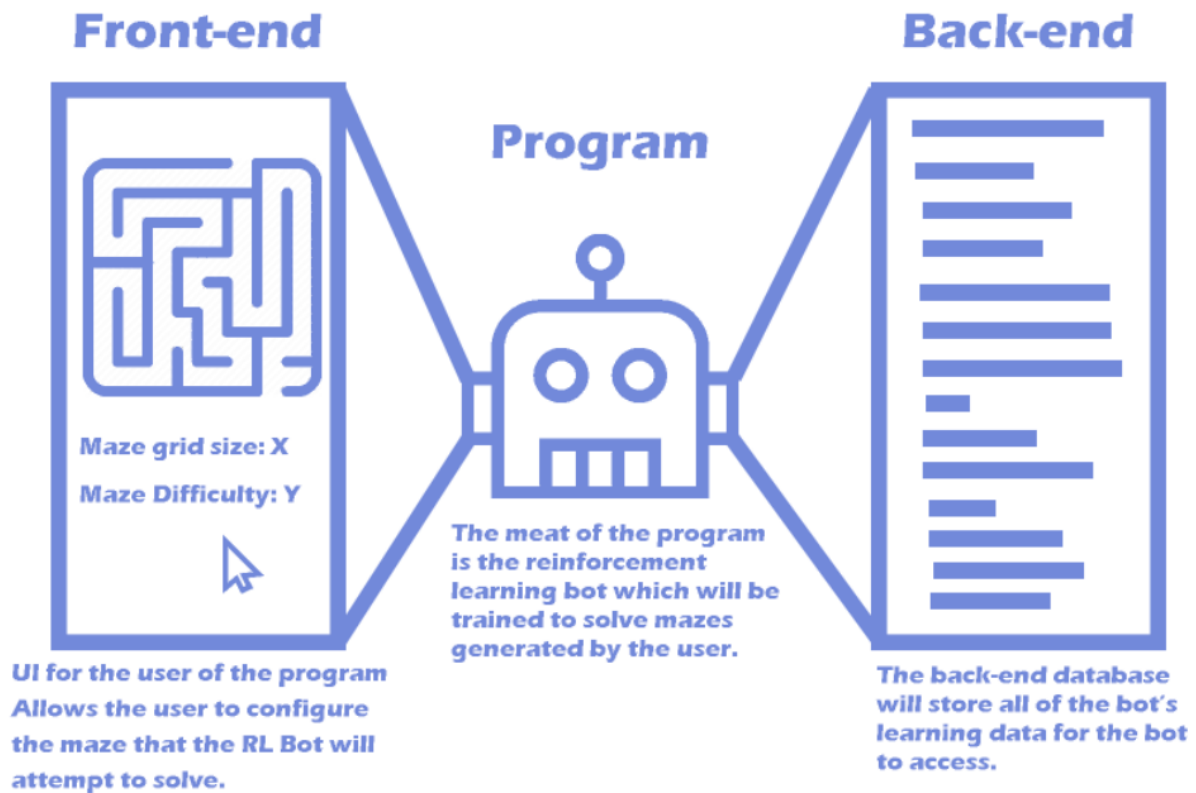 Front-end
Back-end
Program
Maze grid size: X
Maze Difficulty: Y
The meat of the program
is the reinforcement
learning bot which will be
trained to solve mazes
generated by the user.
UI for the user of the program
Allows the user to configure
the maze that the RL Bot will
attempt to solve.
The back-end database
will store all of the bot's
learning data for the bot
to access.